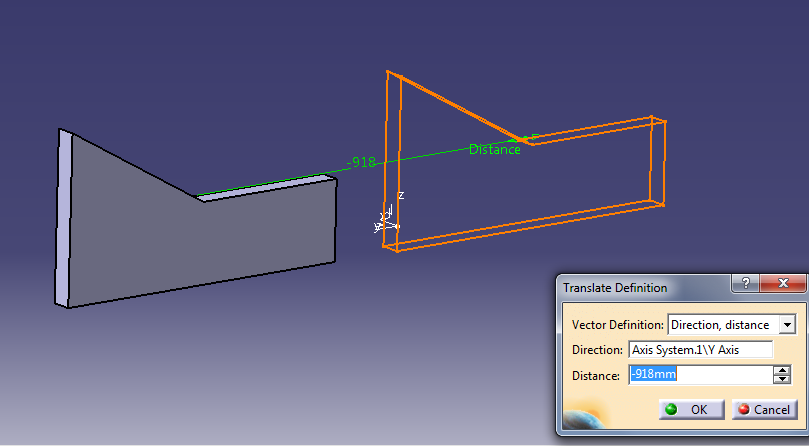 -918
Distance
z
y
Translate Definition
?
Vector Definition: Direction, distance
Direction: Axis System.1\Y Axis
Distance: -918mm
OK Cancel